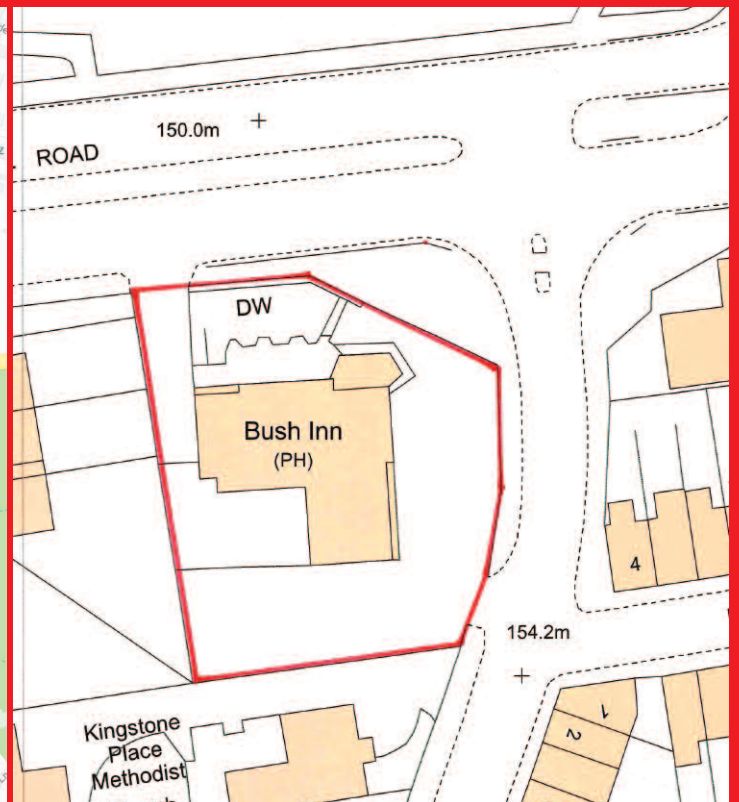 150.0m
ROAD
DW
Bush Inn
(PH)
4
154.2m
1
2
Kingstone
Place
Methodist